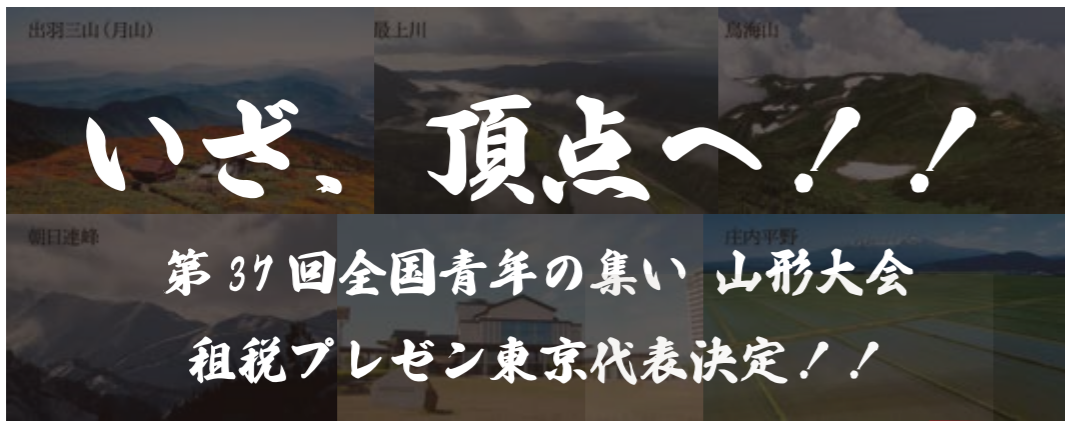 出羽三山（月山）
最上川
鳥海山
いざ、頂点へ！！
朝日連峰
庄内平野
第37回全国青年の集い 山形大会
租税プレゼン東京代表決定！！